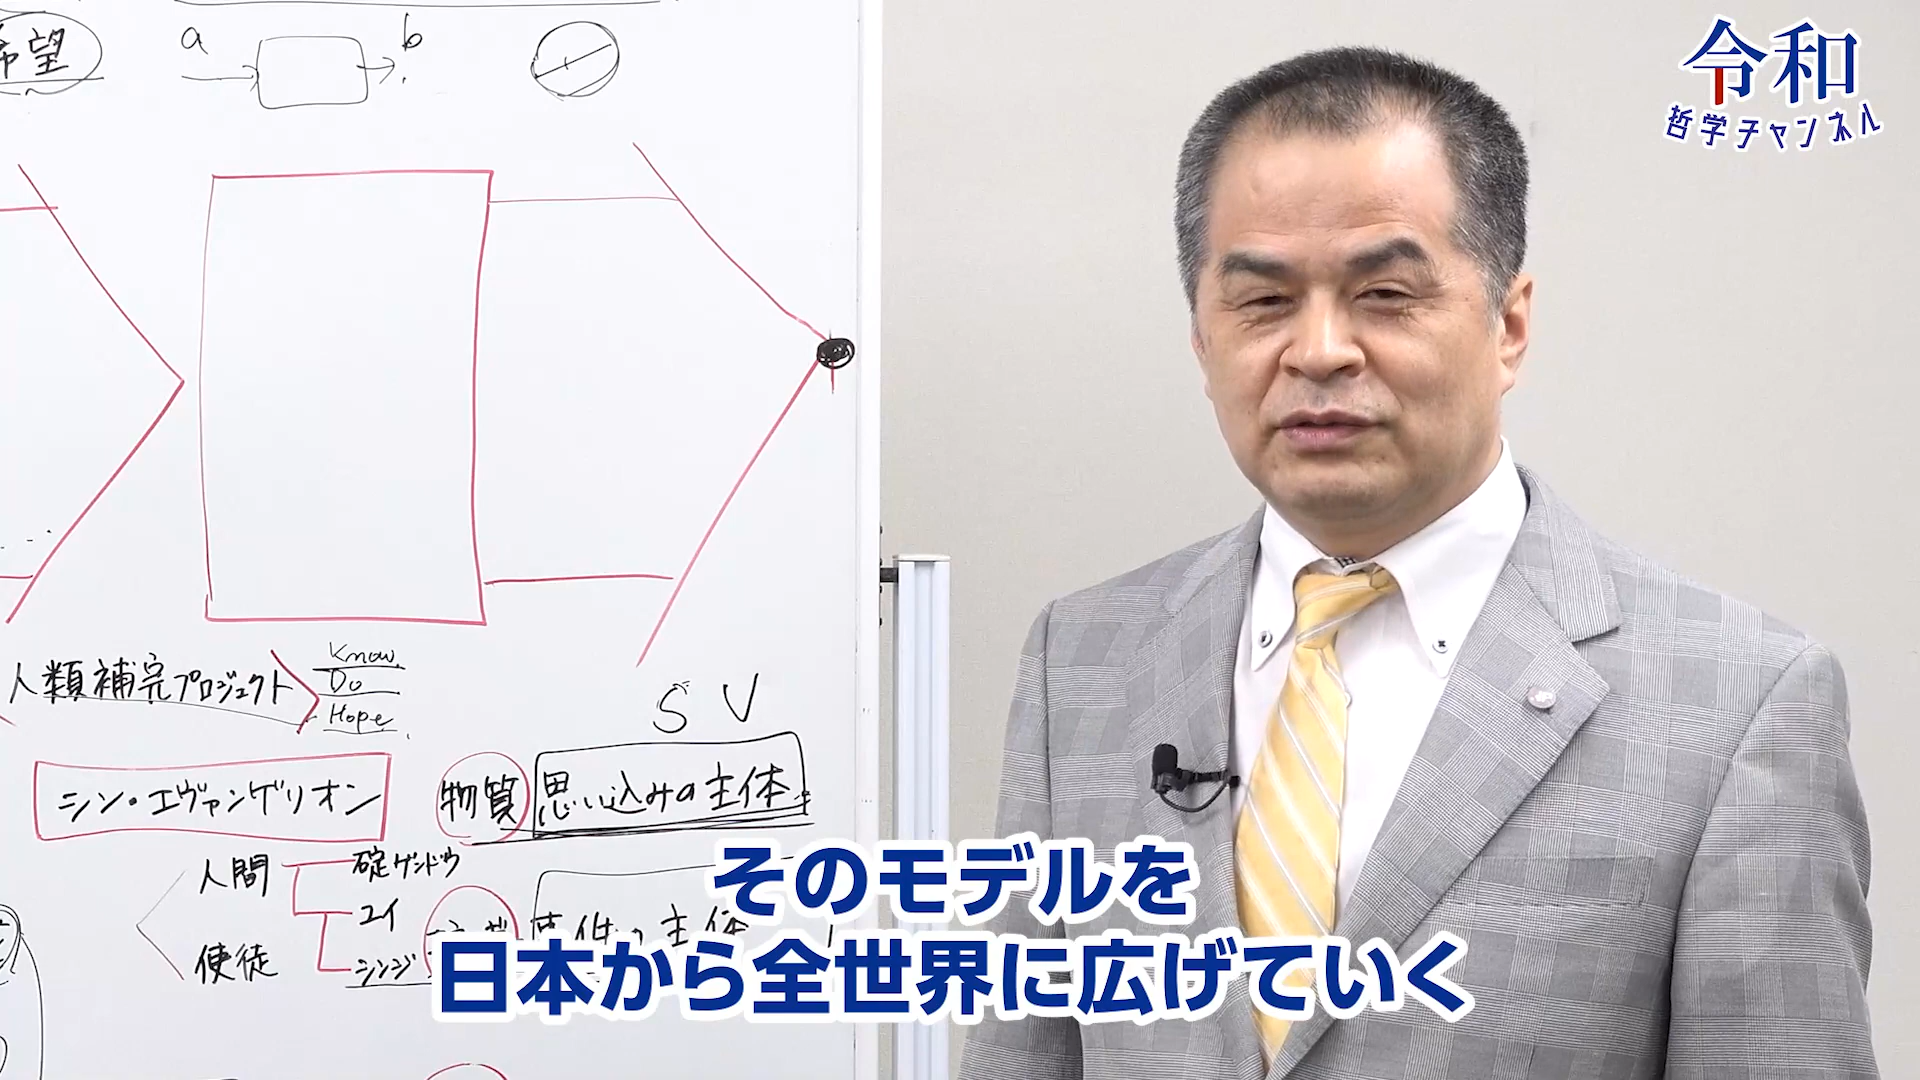 希望
a
b
令和
哲学チャンネル
人類補完プロジェクト
Know
Do
Hope
S V
シン・エヴァンゲリオン
物質
思い込みの主体
人間
碇ゲンドウ
ユイ
使徒
シンジ
主体
そのモデルを
日本から全世界に広げていく